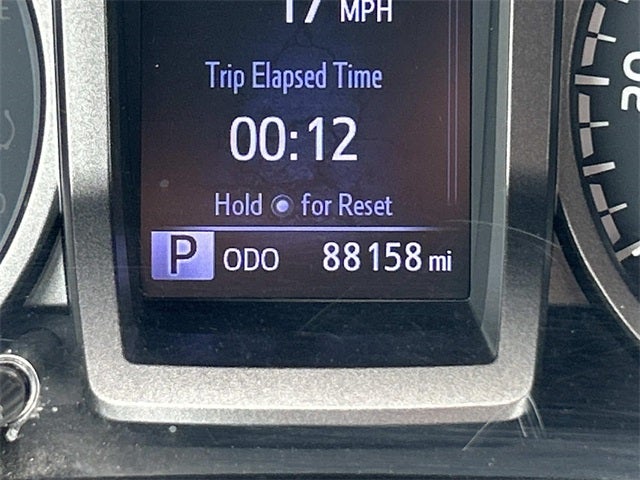 17 MPH
Trip Elapsed Time
00:12
Hold for Reset
P ODO 88158 mi